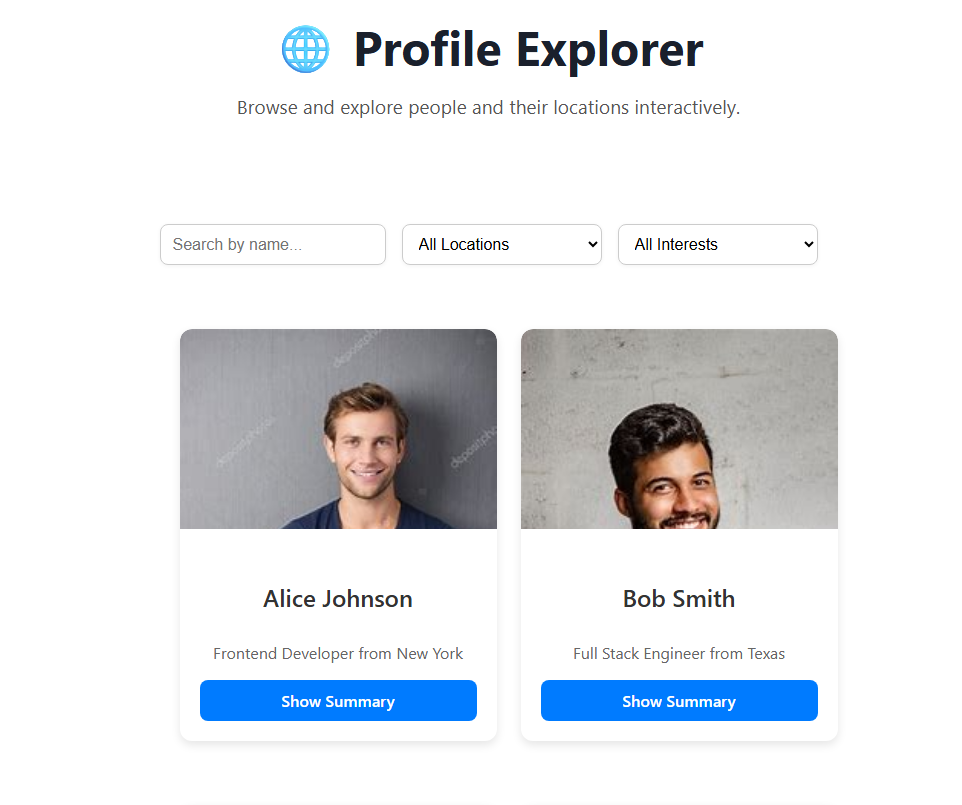 Profile Explorer
Browse and explore people and their locations interactively.
Search by name...
All Locations
All Interests
depositphotos
depositphotos
Alice Johnson
Bob Smith
Frontend Developer from New York
Full Stack Engineer from Texas
Show Summary
Show Summary